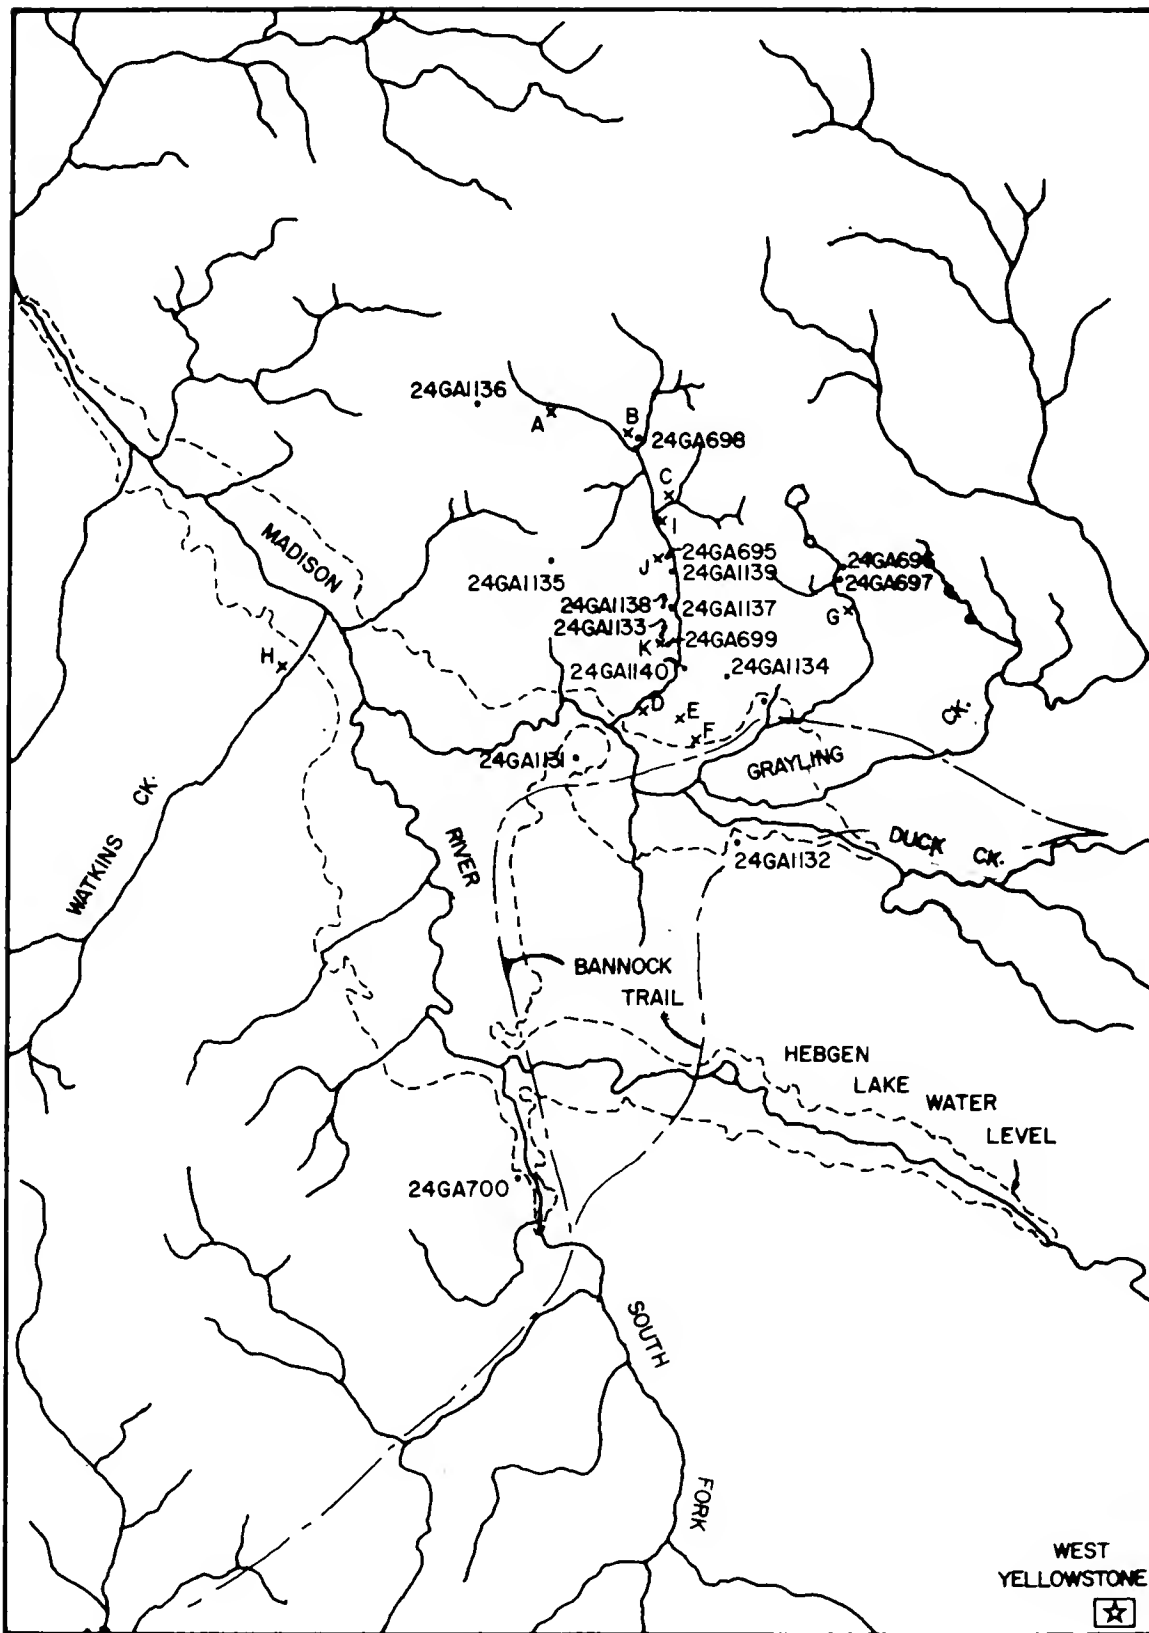 24GA1136
A
B
24GA698
C
I
MADISON
24GA695
J
24GA1139
24GA696
24GA697
24GA1135
24GA1138
24GA1137
G
24GA1133
K
24GA699
H
24GA1140
24GA1134
D
E
F
CK.
24GA1131
GRAYLING
CK.
WATKINS
RIVER
DUCK CK.
24GA1132
BANNOCK
TRAIL
HEBGEN
LAKE
WATER
LEVEL
24GA700
SOUTH
FORK
WEST
YELLOWSTONE